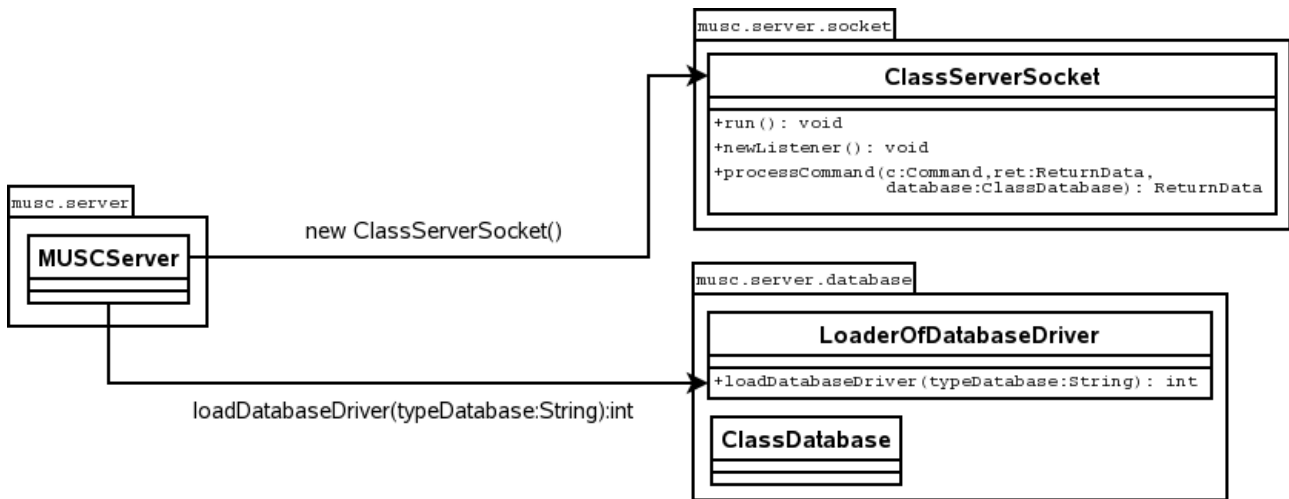 musc.server.socket
ClassServerSocket
+run(): void
+newListener(): void
+processCommand(c:Command,ret:ReturnData,
database:ClassDatabase): ReturnData
musc.server
MUSCServer
new ClassServerSocket()
musc.server.database
LoaderOfDatabaseDriver
+loadDatabaseDriver(typeDatabase:String): int
loadDatabaseDriver(typeDatabase:String):int
ClassDatabase